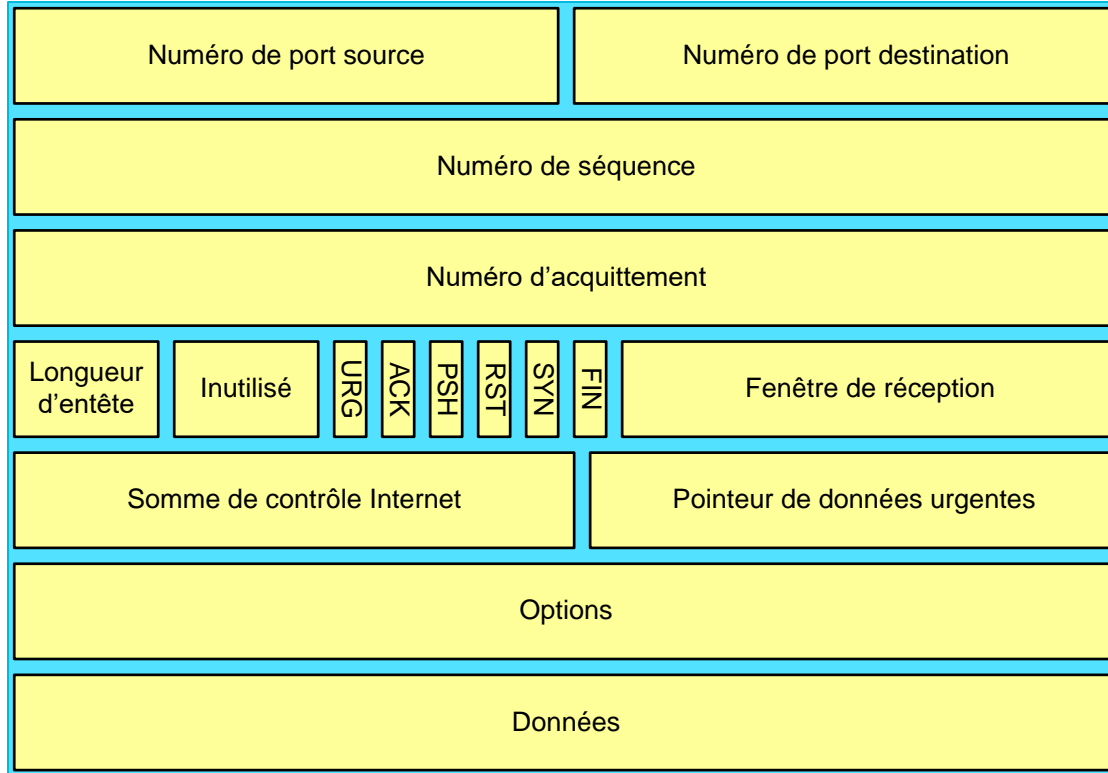 Numéro de port source
Numéro de port destination
Numéro de séquence
Numéro d’acquittement
Longueur
d’entête
Inutilisé
URG
ACK
PSH
RST
SYN
FIN
Fenêtre de réception
Somme de contrôle Internet
Pointeur de données urgentes
Options
Données